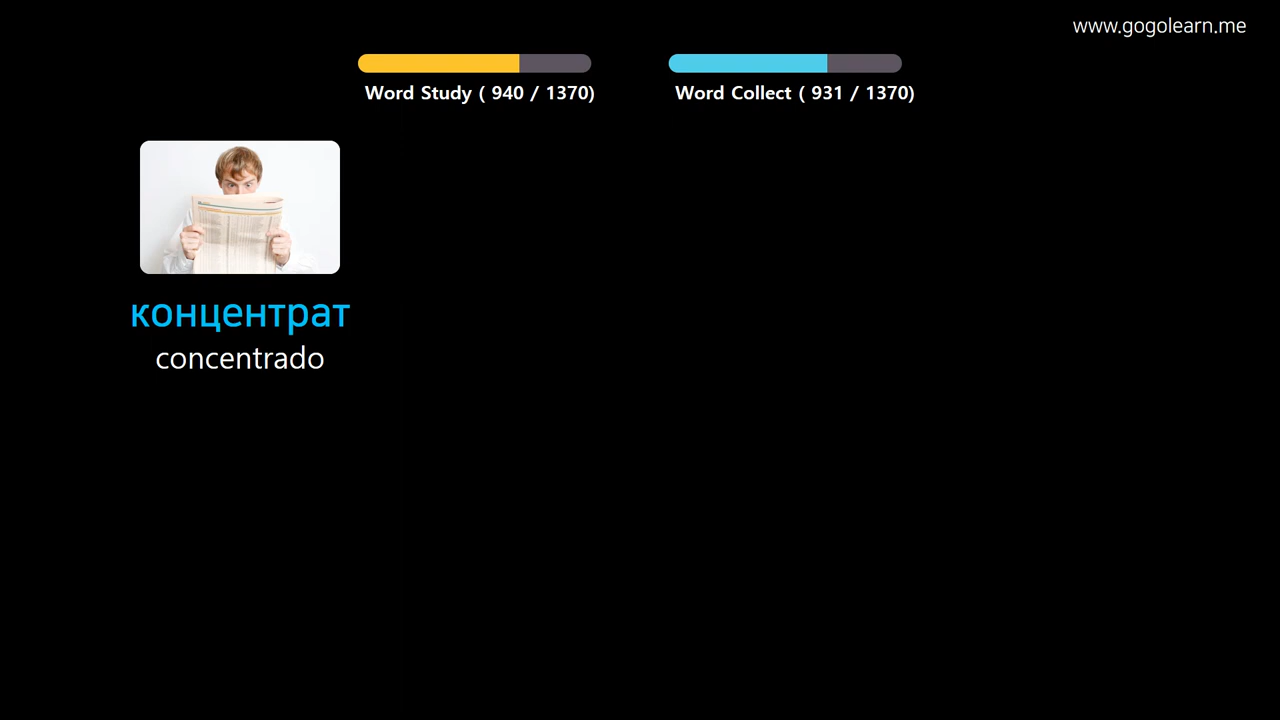 www.gogolearn.me
Word Study ( 940 / 1370)
Word Collect ( 931 / 1370)
концентрат
concentrado